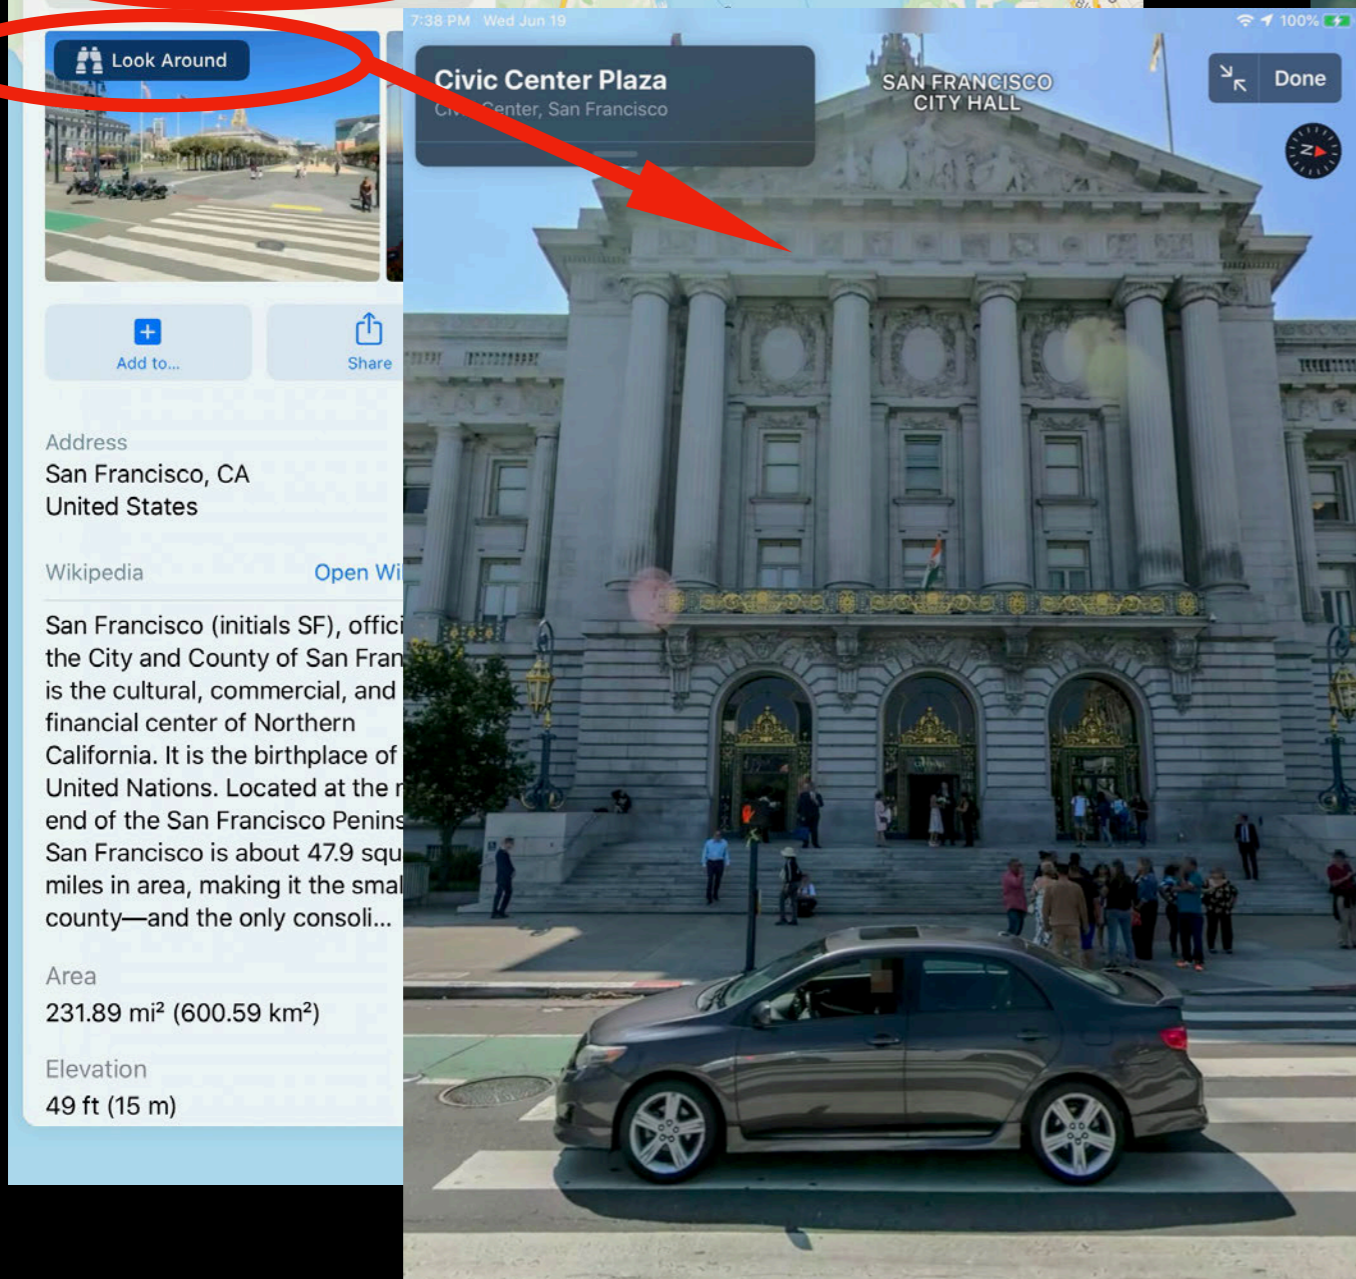 Look Around
Add to...
Share
Address
San Francisco, CA
United States
Wikipedia
Open Wi
San Francisco (initials SF), offici
the City and County of San Fran
is the cultural, commercial, and
financial center of Northern
California. It is the birthplace of
United Nations. Located at the r
end of the San Francisco Penins
San Francisco is about 47.9 squ
miles in area, making it the smal
county—and the only consoli...
Area
231.89 mi² (600.59 km²)
Elevation
49 ft (15 m)
7:38 PM Wed Jun 19
100%
Civic Center Plaza
Civic Center, San Francisco
SAN FRANCISCO
CITY HALL
Done
N